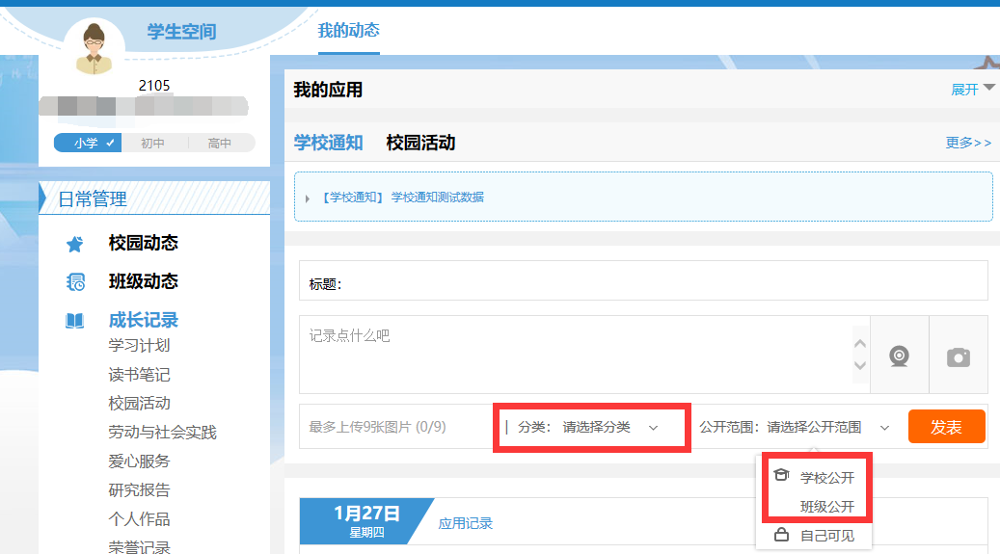 学生空间
我的动态
2105
小学 初中 高中
日常管理
校园动态
班级动态
成长记录
学习计划
读书笔记
校园活动
劳动与社会实践
爱心服务
研究报告
个人作品
荣誉记录
我的应用
展开
学校通知 校园活动
更多>>
【学校通知】 学校通知测试数据
标题：
记录点什么吧
最多上传9张图片 (0/9)
| 分类： 请选择分类
公开范围：请选择公开范围
发表
学校公开
班级公开
自己可见
1月27日
星期四
应用记录